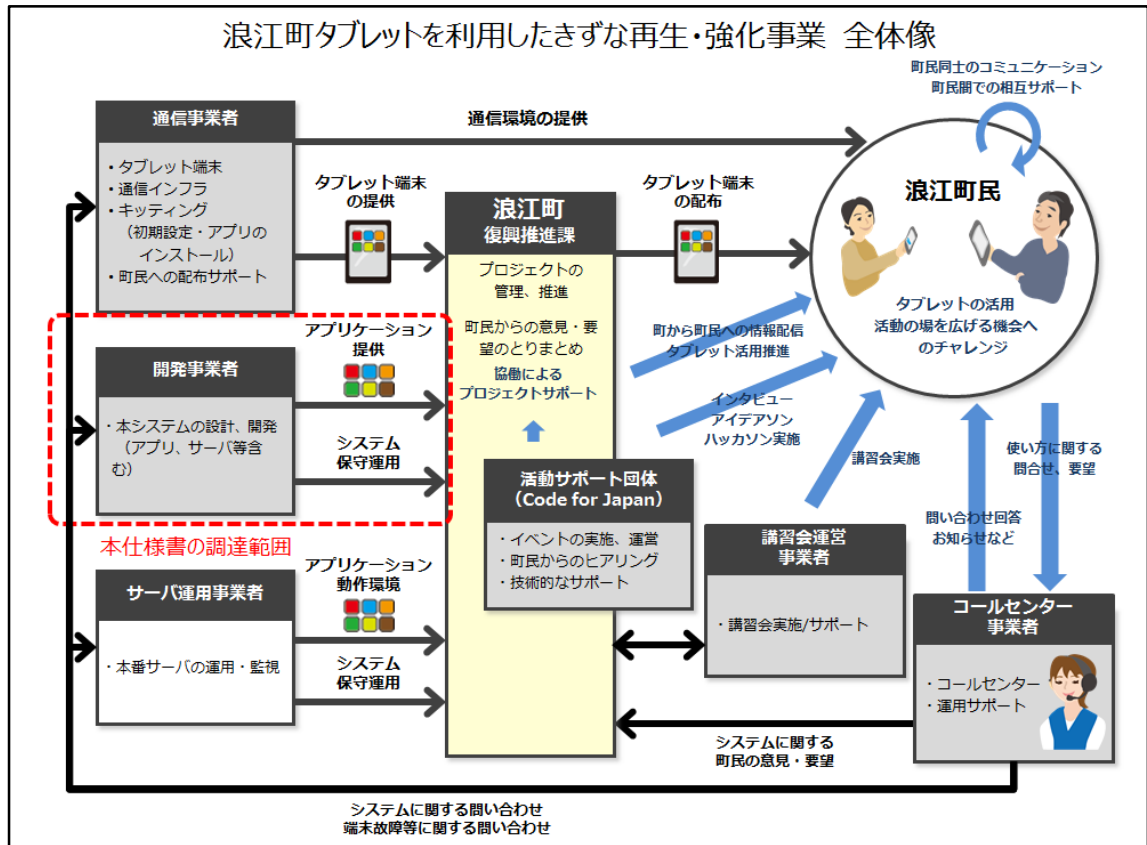 浪江町タブレットを利用したきずな再生・強化事業 全体像
町民同士のコミュニケーション
町民間での相互サポート
通信事業者
・タブレット端末
・通信インフラ
・キッティング
（初期設定・アプリの
インストール）
・町民への配布サポート
通信環境の提供
タブレット端末
の提供
浪江町
復興推進課
プロジェクトの
管理、推進
町民からの意見・要
望のとりまとめ
協働による
プロジェクトサポート
タブレット端末
の配布
浪江町民
タブレットの活用
活動の場を広げる機会へ
のチャレンジ
開発事業者
・本システムの設計、開発
（アプリ、サーバ等含
む）
アプリケーション
提供
システム
保守運用
本仕様書の調達範囲
町から町民への情報配信
タブレット活用推進
インタビュー
アイデアソン
ハッカソン実施
講習会実施
使い方に関する
問合せ、要望
問い合わせ回答
お知らせなど
活動サポート団体
（Code for Japan）
・イベントの実施、運営
・町民からのヒアリング
・技術的なサポート
サーバ運用事業者
・本番サーバの運用・監視
アプリケーション
動作環境
システム
保守運用
講習会運営
事業者
・講習会実施/サポート
コールセンター
事業者
・コールセンター
・運用サポート
システムに関する
町民の意見・要望
システムに関する問い合わせ
端末故障等に関する問い合わせ